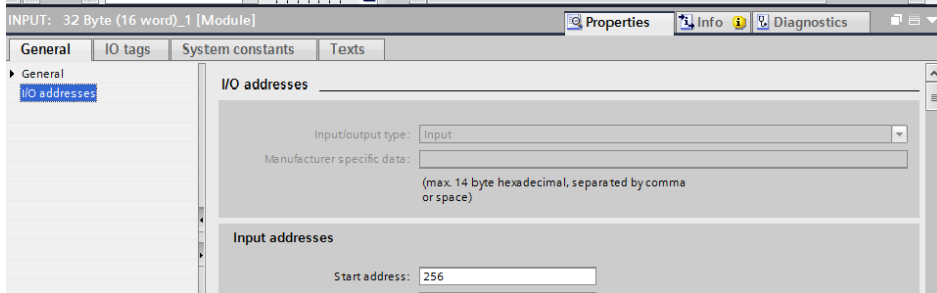 INPUT: 32 Byte (16 word)_1 [Module]
Properties
Info
Diagnostics
General
IO tags
System constants
Texts
General
I/O addresses
I/O addresses
Input/output type:
Input
Manufacturer specific data:
(max. 14 byte hexadecimal, separated by comma
or space)
Input addresses
Start address:
256